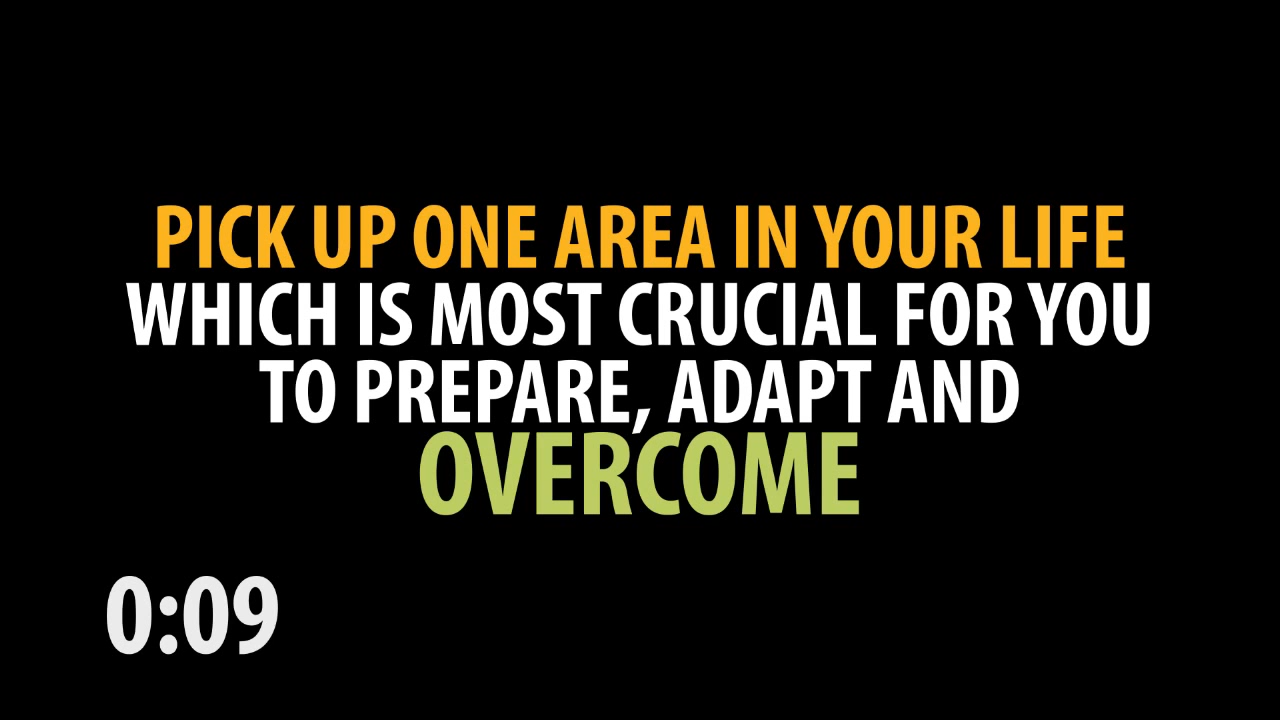 PICK UP ONE AREA IN YOUR LIFE
WHICH IS MOST CRUCIAL FOR YOU
TO PREPARE, ADAPT AND
OVERCOME
0:09